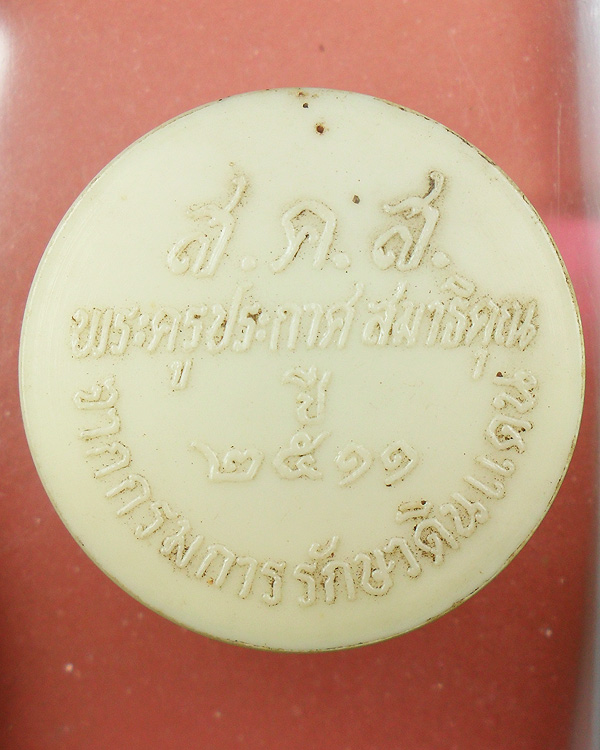 ส.ค.ส.
พระครูประกาศสมาธิคุณ
ปี
๒๕๑๑
จากกรมการรักษาดินแดน